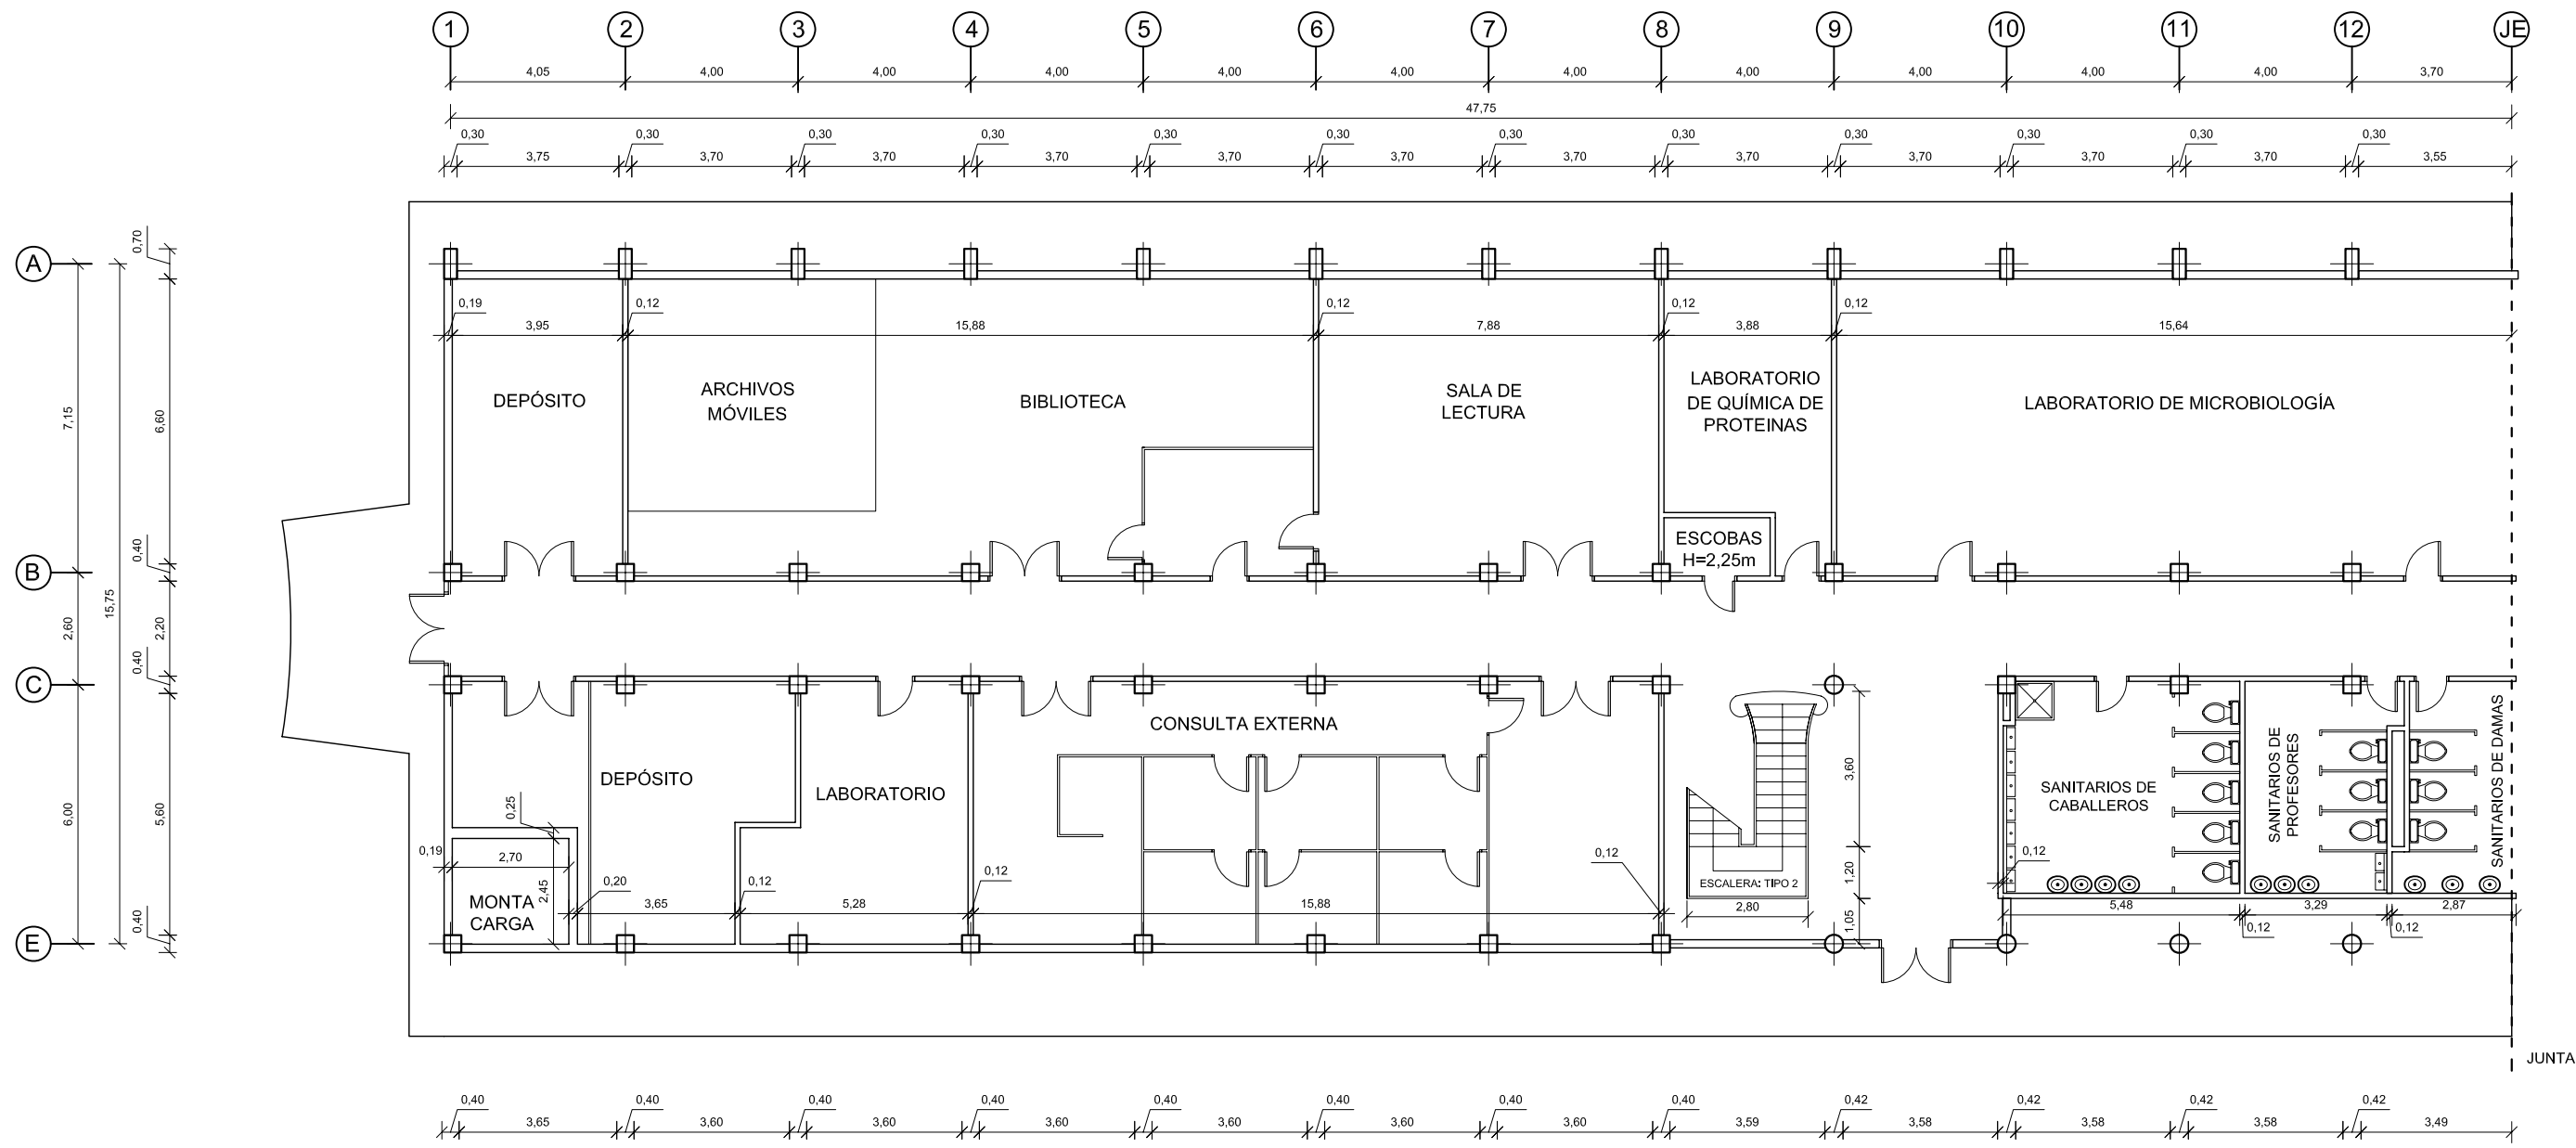 1 2 3 4 5 6 7 8 9 10 11 12 JE
4,05 4,00 4,00 4,00 4,00 4,00 4,00 4,00 4,00 4,00 4,00 3,70
47,75
0,30 0,30 0,30 0,30 0,30 0,30 0,30 0,30 0,30 0,30 0,30 0,30
3,75 3,70 3,70 3,70 3,70 3,70 3,70 3,70 3,70 3,70 3,70 3,55
A
B
C
E
7,15
2,60
6,00
15,75
0,70
6,60
0,40
2,20
0,40
5,60
0,40
0,19 0,12 0,12 0,12 0,12
3,95 15,88 7,88 3,88 15,64
DEPÓSITO
ARCHIVOS
MÓVILES
BIBLIOTECA
SALA DE
LECTURA
LABORATORIO
DE QUÍMICA DE
PROTEINAS
LABORATORIO DE MICROBIOLOGÍA
ESCOBAS
H=2,25m
CONSULTA EXTERNA
DEPÓSITO
LABORATORIO
0,25
0,19
2,70
2,45
MONTA
CARGA
0,20
3,65
0,12
5,28
0,12
15,88
0,12
ESCALERA: TIPO 2
2,80
3,60
1,20
1,05
SANITARIOS DE
CABALLEROS
SANITARIOS DE
PROFESORES
SANITARIOS DE DAMAS
0,12
5,48 3,29 2,87
0,12 0,12
JUNTA
0,40 0,40 0,40 0,40 0,40 0,40 0,40 0,40 0,42 0,42 0,42 0,42
3,65 3,60 3,60 3,60 3,60 3,60 3,60 3,59 3,58 3,58 3,58 3,49